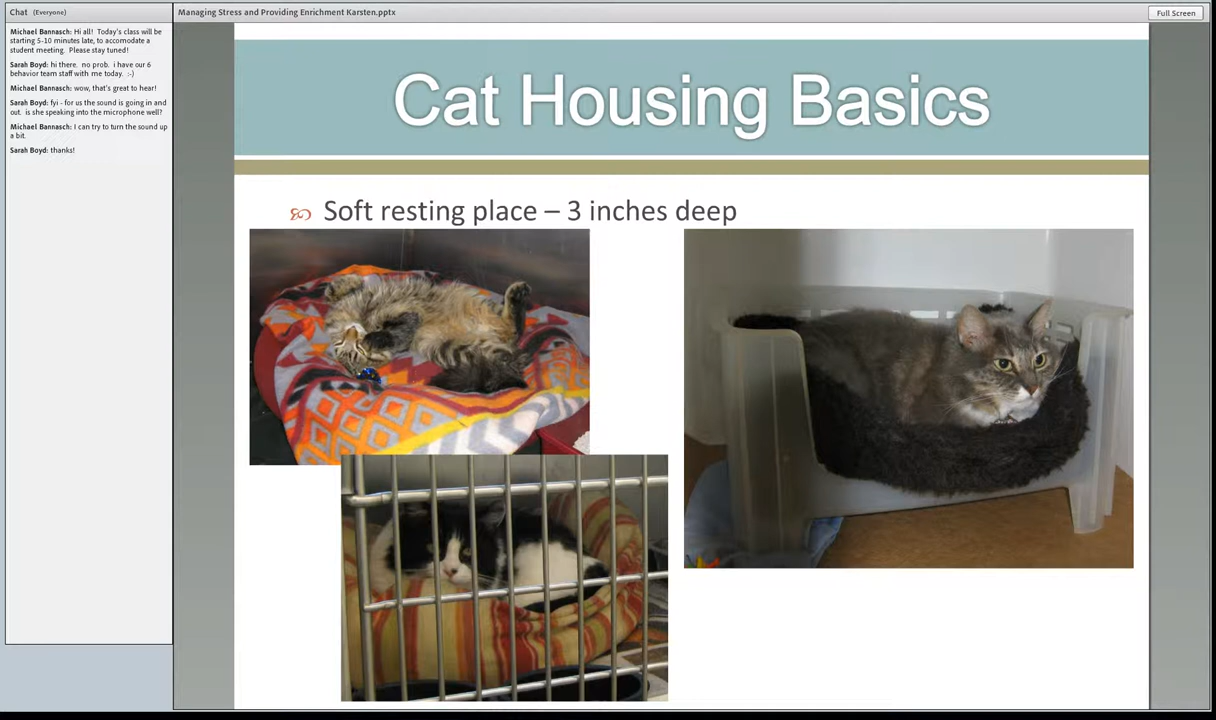 Chat (Everyone)
Michael Bannasch: Hi all! Today's class will be
starting 5-10 minutes late, to accomodate a
student meeting. Please stay tuned!
Sarah Boyd: hi there. no prob. i have our 6
behavior team staff with me today. :-)
Michael Bannasch: wow, that's great to hear!
Sarah Boyd: fyi - for us the sound is going in and
out. is she speaking into the microphone well?
Michael Bannasch: I can try to turn the sound up
a bit.
Sarah Boyd: thanks!
Managing Stress and Providing Enrichment Karsten.pptx
Full Screen
Cat Housing Basics
Soft resting place – 3 inches deep